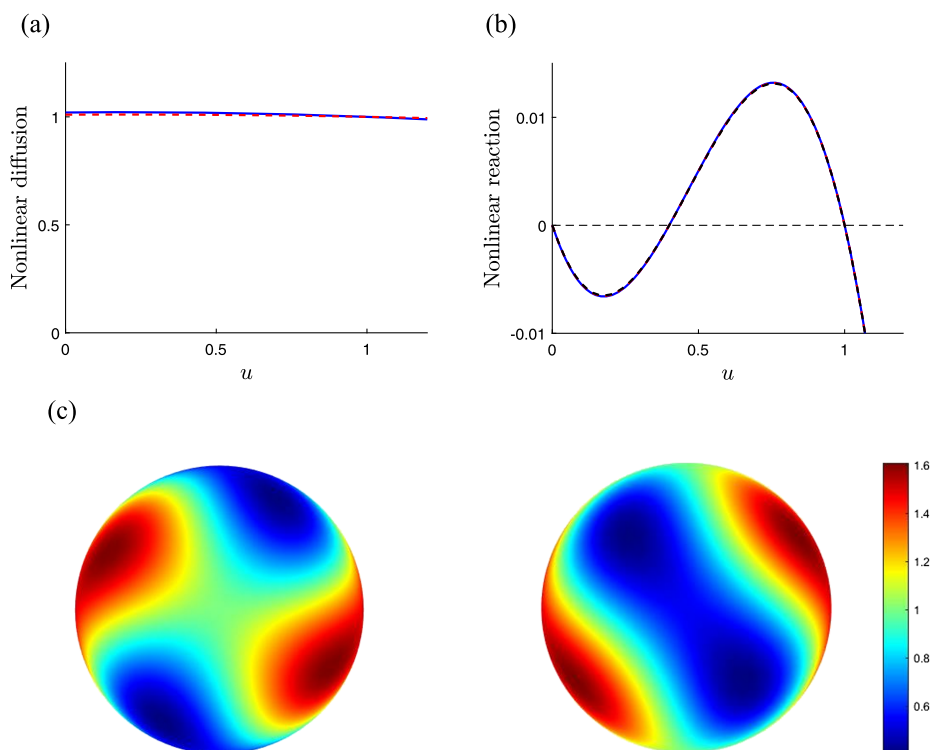 (a)
Nonlinear diffusion
1
0.5
0
0 0.5 1
u
(b)
Nonlinear reaction
0.01
0
-0.01
0 0.5 1
u
(c)
1.6
1.4
1.2
1
0.8
0.6